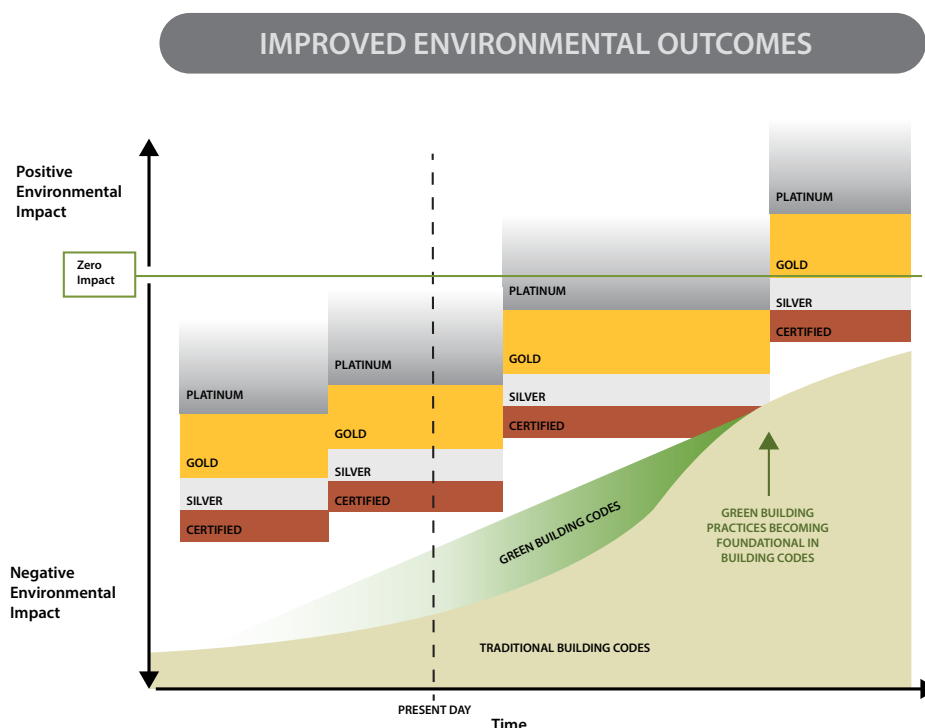 IMPROVED ENVIRONMENTAL OUTCOMES
Positive
Environmental
Impact
Zero
Impact
Negative
Environmental
Impact
PLATINUM
GOLD
SILVER
CERTIFIED
PLATINUM
GOLD
SILVER
CERTIFIED
PLATINUM
GOLD
SILVER
CERTIFIED
PLATINUM
GOLD
SILVER
CERTIFIED
GREEN BUILDING CODES
GREEN BUILDING
PRACTICES BECOMING
FOUNDATIONAL IN
BUILDING CODES
TRADITIONAL BUILDING CODES
PRESENT DAY
Time